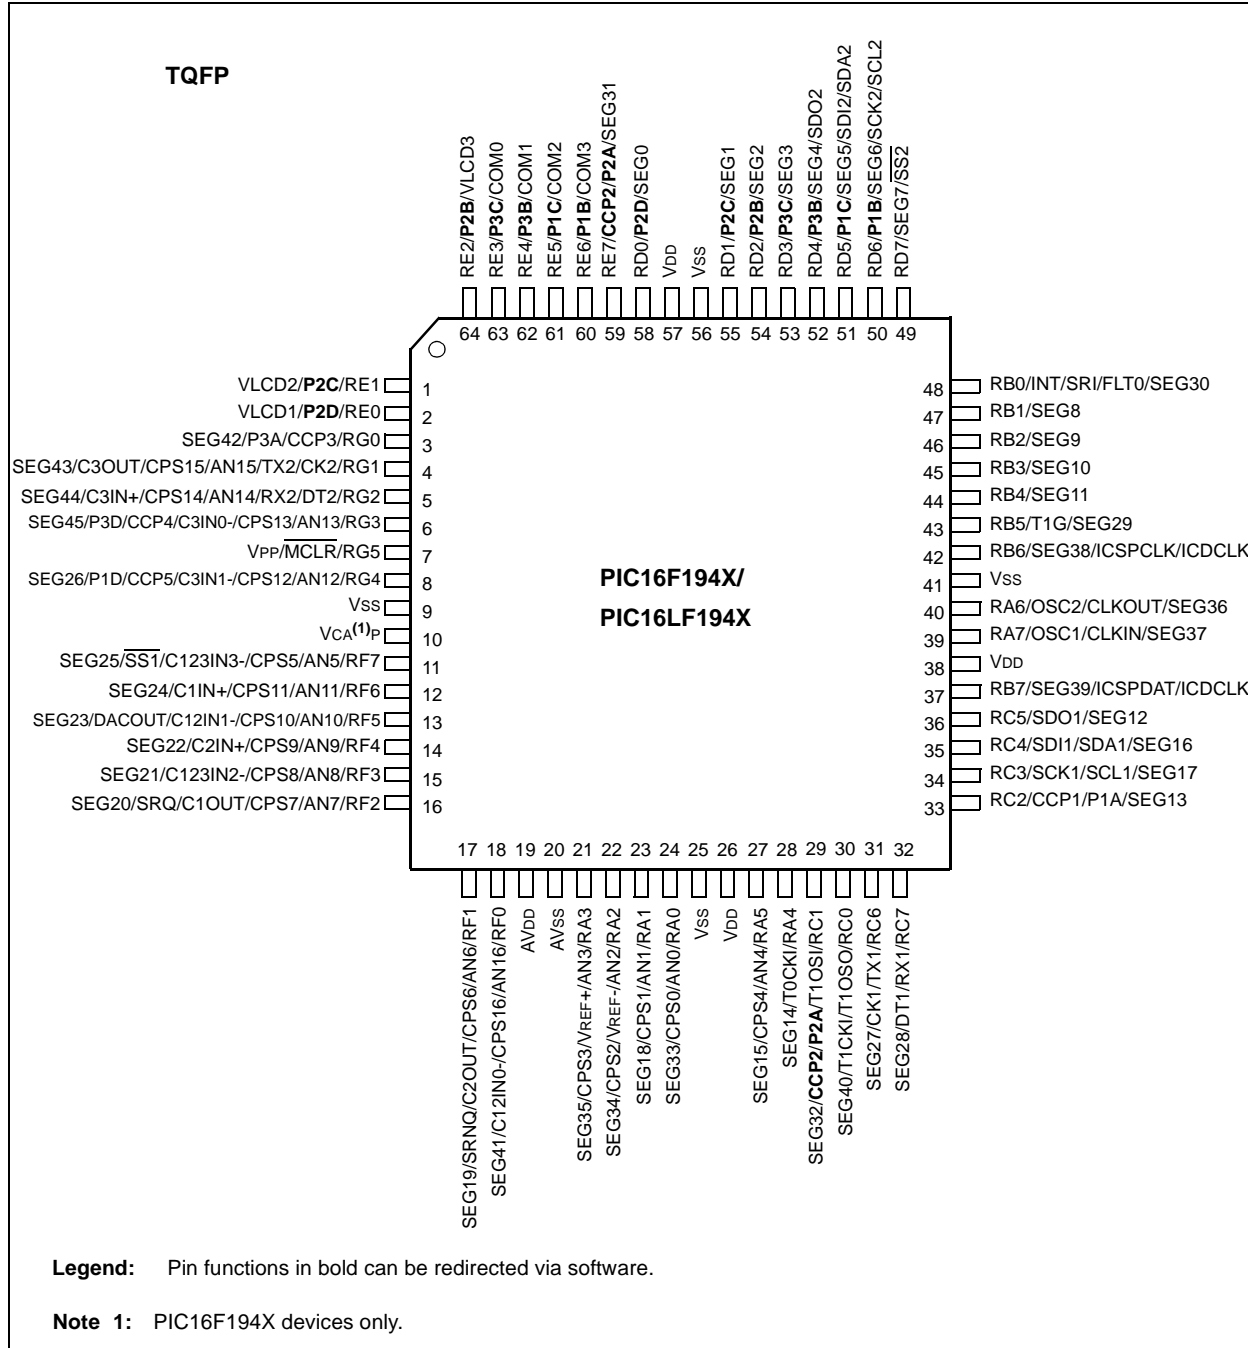 TQFP
RE2/P2B/VLCD3
RE3/P3C/COM0
RE4/P3B/COM1
RE5/P1C/COM2
RE6/P1B/COM3
RE7/CCP2/P2A/SEG31
RD0/P2D/SEG0
VDD
VSS
RD1/P2C/SEG1
RD2/P2B/SEG2
RD3/P3C/SEG3
RD4/P3B/SEG4/SDO2
RD5/P1C/SEG5/SDI2/SDA2
RD6/P1B/SEG6/SCK2/SCL2
RD7/SEG7/SS2
64 63 62 61 60 59 58 57 56 55 54 53 52 51 50 49
VLCD2/P2C/RE1 1
VLCD1/P2D/RE0 2
SEG42/P3A/CCP3/RG0 3
SEG43/C3OUT/CPS15/AN15/TX2/CK2/RG1 4
SEG44/C3IN+/CPS14/AN14/RX2/DT2/RG2 5
SEG45/P3D/CCP4/C3IN0-/CPS13/AN13/RG3 6
VPP/MCLR/RG5 7
SEG26/P1D/CCP5/C3IN1-/CPS12/AN12/RG4 8
VSS 9
VCA(1)P 10
SEG25/SS1/C123IN3-/CPS5/AN5/RF7 11
SEG24/C1IN+/CPS11/AN11/RF6 12
SEG23/DACOUT/C12IN1-/CPS10/AN10/RF5 13
SEG22/C2IN+/CPS9/AN9/RF4 14
SEG21/C123IN2-/CPS8/AN8/RF3 15
SEG20/SRQ/C1OUT/CPS7/AN7/RF2 16
PIC16F194X/
PIC16LF194X
48 RB0/INT/SRI/FLT0/SEG30
47 RB1/SEG8
46 RB2/SEG9
45 RB3/SEG10
44 RB4/SEG11
43 RB5/T1G/SEG29
42 RB6/SEG38/ICSPCLK/ICDCLK
41 VSS
40 RA6/OSC2/CLKOUT/SEG36
39 RA7/OSC1/CLKIN/SEG37
38 VDD
37 RB7/SEG39/ICSPDAT/ICDCLK
36 RC5/SDO1/SEG12
35 RC4/SDI1/SDA1/SEG16
34 RC3/SCK1/SCL1/SEG17
33 RC2/CCP1/P1A/SEG13
17 18 19 20 21 22 23 24 25 26 27 28 29 30 31 32
SEG19/SRNQ/C2OUT/CPS6/AN6/RF1
SEG41/C12IN0-/CPS16/AN16/RF0
AVDD
AVSS
SEG35/CPS3/VREF+/AN3/RA3
SEG34/CPS2/VREF-/AN2/RA2
SEG18/CPS1/AN1/RA1
SEG33/CPS0/AN0/RA0
VSS
VDD
SEG15/CPS4/AN4/RA5
SEG14/T0CKI/RA4
SEG32/CCP2/P2A/T1OSI/RC1
SEG40/T1CKI/T1OSO/RC0
SEG27/CK1/TX1/RC6
SEG28/DT1/RX1/RC7
Legend: Pin functions in bold can be redirected via software.
Note 1: PIC16F194X devices only.